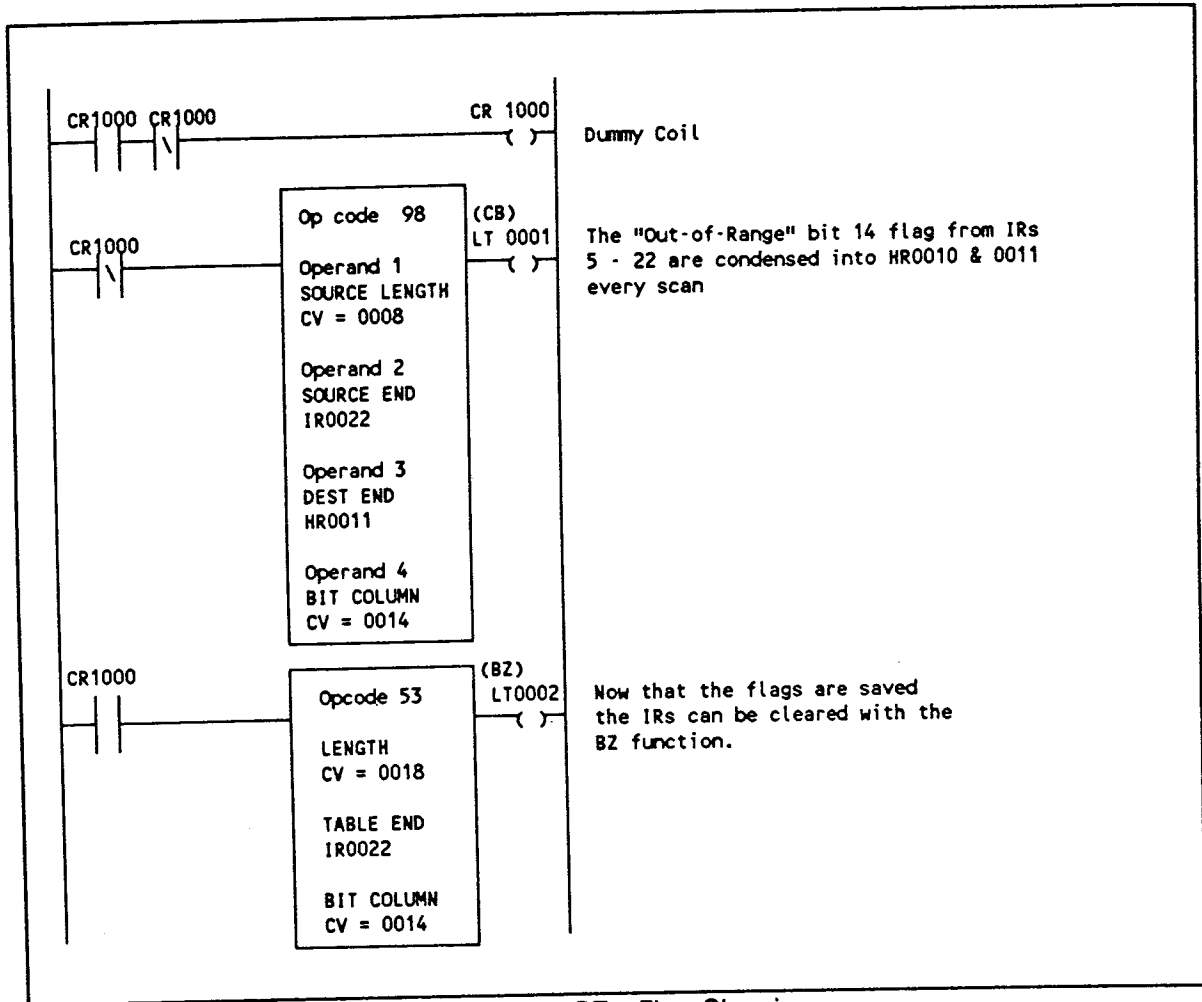 CR1000 CR1000 CR 1000
Dummy Coil
CR1000
Op code 98
Operand 1
SOURCE LENGTH
CV = 0008
Operand 2
SOURCE END
IR0022
Operand 3
DEST END
HR0011
Operand 4
BIT COLUMN
CV = 0014
(CB)
LT 0001
The "Out-of-Range" bit 14 flag from IRs
5 - 22 are condensed into HR0010 & 0011
every scan
CR1000
Opcode 53
LENGTH
CV = 0018
TABLE END
IR0022
BIT COLUMN
CV = 0014
(BZ)
LT0002
Now that the flags are saved
the IRs can be cleared with the
BZ function.